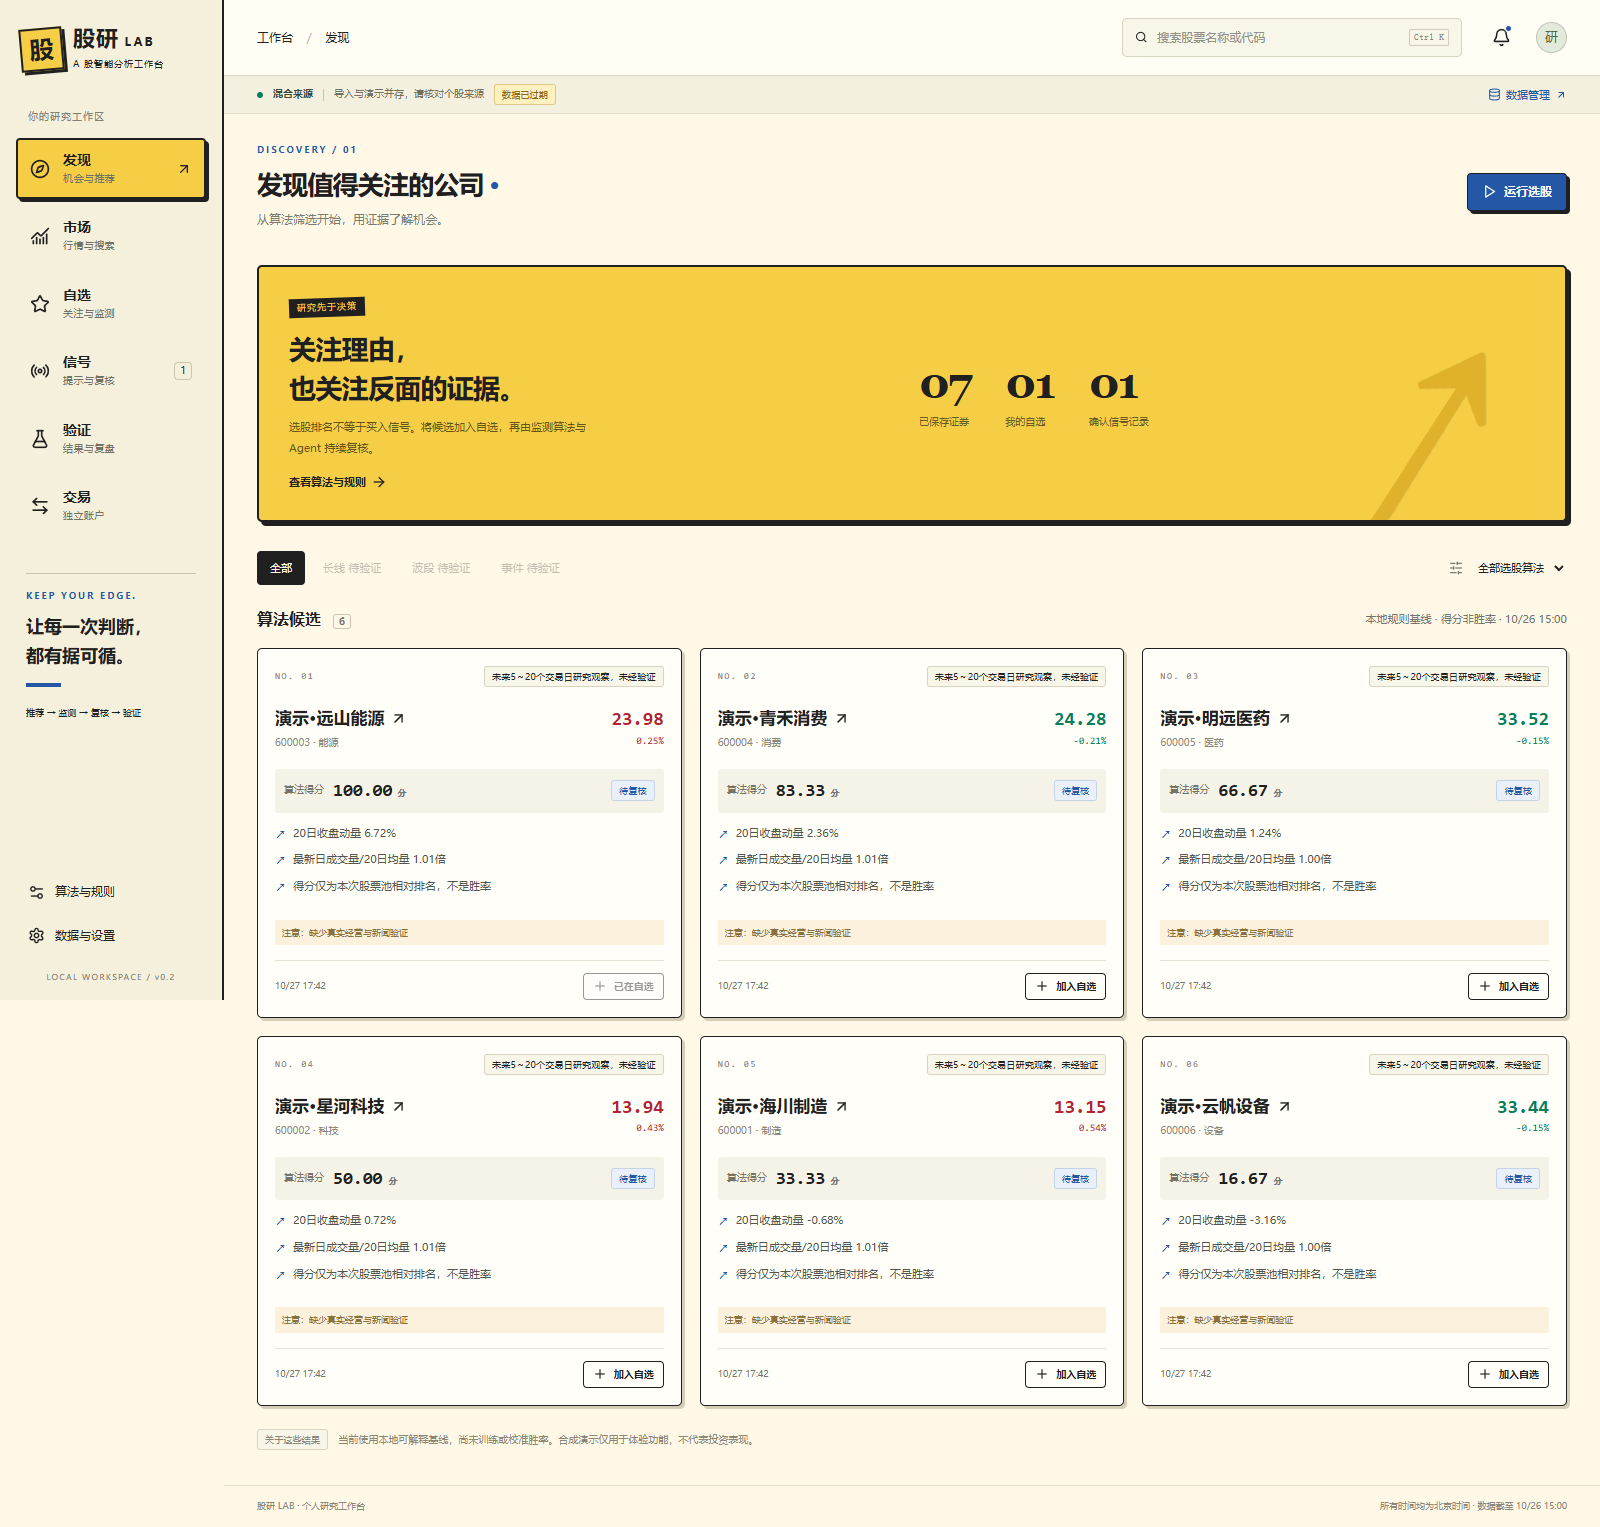 股
股研 LAB
A 股智能分析工作台
你的研究工作区
发现
机会与推荐
市场
行情与搜索
自选
关注与监测
信号
提示与复核
1
验证
结果与复盘
交易
独立账户
KEEP YOUR EDGE.
让每一次判断，
都有据可循。
推荐 → 监测 → 复核 → 验证
算法与规则
数据与设置
LOCAL WORKSPACE / v0.2
工作台 / 发现
搜索股票名称或代码
Ctrl K
研
混合来源
导入与演示并存，请核对个股来源
数据已过期
数据管理
DISCOVERY / 01
发现值得关注的公司
从算法筛选开始，用证据了解机会。
运行选股
研究先于决策
关注理由，
也关注反面的证据。
选股排名不等于买入信号。将候选加入自选，再由监测算法与
Agent 持续复核。
查看算法与规则
07 01 01
已保存证券 我的自选 确认信号记录
全部 长线 待验证 波段 待验证 事件 待验证
全部选股算法
算法候选 6
本地规则基线 · 得分非胜率 · 10/26 15:00
NO. 01
未来5～20个交易日研究观察，未经验证
演示•远山能源
23.98
600003 · 能源
0.25%
算法得分 100.00 分
待复核
20日收盘动量 6.72%
最新日成交量/20日均量 1.01倍
得分仅为本次股票池相对排名，不是胜率
注意：缺少真实经营与新闻验证
10/27 17:42
已在自选
NO. 02
未来5～20个交易日研究观察，未经验证
演示•青禾消费
24.28
600004 · 消费
-0.21%
算法得分 83.33 分
待复核
20日收盘动量 2.36%
最新日成交量/20日均量 1.01倍
得分仅为本次股票池相对排名，不是胜率
注意：缺少真实经营与新闻验证
10/27 17:42
加入自选
NO. 03
未来5～20个交易日研究观察，未经验证
演示•明远医药
33.52
600005 · 医药
-0.15%
算法得分 66.67 分
待复核
20日收盘动量 1.24%
最新日成交量/20日均量 1.00倍
得分仅为本次股票池相对排名，不是胜率
注意：缺少真实经营与新闻验证
10/27 17:42
加入自选
NO. 04
未来5～20个交易日研究观察，未经验证
演示•星河科技
13.94
600002 · 科技
0.43%
算法得分 50.00 分
待复核
20日收盘动量 0.72%
最新日成交量/20日均量 1.01倍
得分仅为本次股票池相对排名，不是胜率
注意：缺少真实经营与新闻验证
10/27 17:42
加入自选
NO. 05
未来5～20个交易日研究观察，未经验证
演示•海川制造
13.15
600001 · 制造
0.54%
算法得分 33.33 分
待复核
20日收盘动量 -0.68%
最新日成交量/20日均量 1.01倍
得分仅为本次股票池相对排名，不是胜率
注意：缺少真实经营与新闻验证
10/27 17:42
加入自选
NO. 06
未来5～20个交易日研究观察，未经验证
演示•云帆设备
33.44
600006 · 设备
-0.15%
算法得分 16.67 分
待复核
20日收盘动量 -3.16%
最新日成交量/20日均量 1.00倍
得分仅为本次股票池相对排名，不是胜率
注意：缺少真实经营与新闻验证
10/27 17:42
加入自选
关于这些结果
当前使用本地可解释基线，尚未训练或校准胜率。合成演示仅用于体验功能，不代表投资表现。
股研 LAB · 个人研究工作台
所有时间均为北京时间 · 数据截至 10/26 15:00